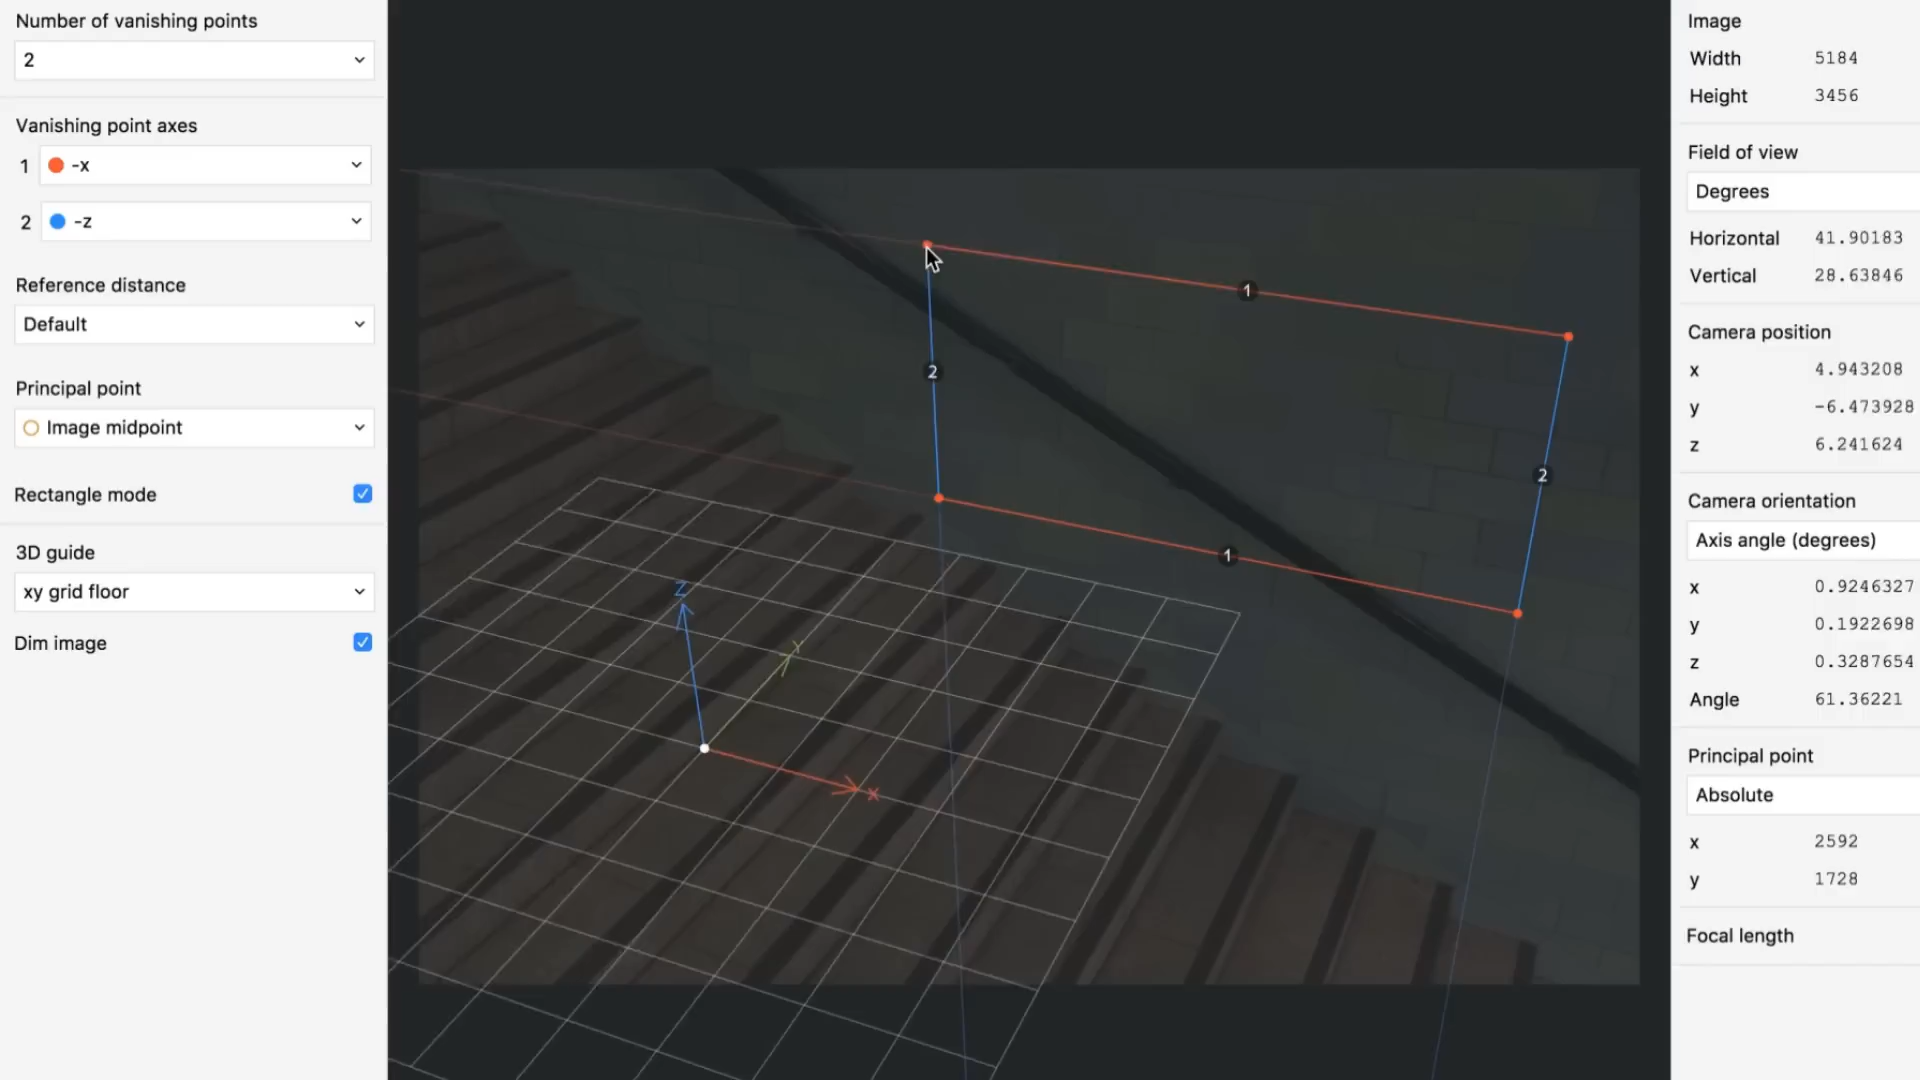 Number of vanishing points
2
Vanishing point axes
1 -x
2 -z
Reference distance
Default
Principal point
Image midpoint
Rectangle mode
3D guide
xy grid floor
Dim image
1
2
2
1
Z
Y
X
Image
Width 5184
Height 3456
Field of view
Degrees
Horizontal 41.90183
Vertical 28.63846
Camera position
x 4.943208
y -6.473928
z 6.241624
Camera orientation
Axis angle (degrees)
x 0.9246327
y 0.1922698
z 0.3287654
Angle 61.36221
Principal point
Absolute
x 2592
y 1728
Focal length